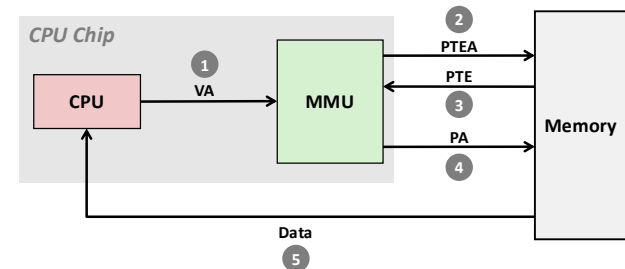 CPU Chip
2
PTEA
1
VA
CPU
MMU
PTE
3
Memory
PA
4
Data
5